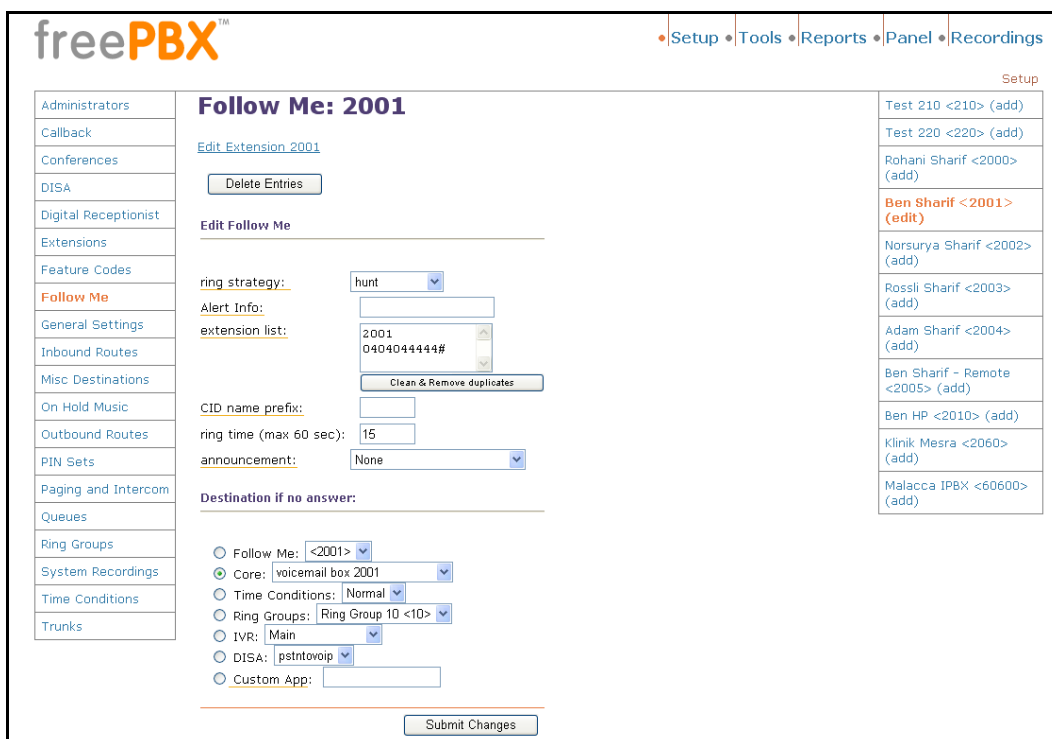 freePBX™
Setup Tools Reports Panel Recordings
Setup
Administrators
Callback
Conferences
DISA
Digital Receptionist
Extensions
Feature Codes
Follow Me
General Settings
Inbound Routes
Misc Destinations
On Hold Music
Outbound Routes
PIN Sets
Paging and Intercom
Queues
Ring Groups
System Recordings
Time Conditions
Trunks
Follow Me: 2001
Edit Extension 2001
Delete Entries
Edit Follow Me
ring strategy: hunt
Alert Info:
extension list: 2001
0404044444#
Clean & Remove duplicates
CID name prefix:
ring time (max 60 sec): 15
announcement: None
Destination if no answer:
Follow Me: <2001>
Core: voicemail box 2001
Time Conditions: Normal
Ring Groups: Ring Group 10 <10>
IVR: Main
DISA: pstntovoip
Custom App:
Submit Changes
Test 210 <210> (add)
Test 220 <220> (add)
Rohani Sharif <2000>
(add)
Ben Sharif <2001>
(edit)
Norsurya Sharif <2002>
(add)
Rossli Sharif <2003>
(add)
Adam Sharif <2004>
(add)
Ben Sharif - Remote
<2005> (add)
Ben HP <2010> (add)
Klinik Mesra <2060>
(add)
Malacca IPBX <60600>
(add)